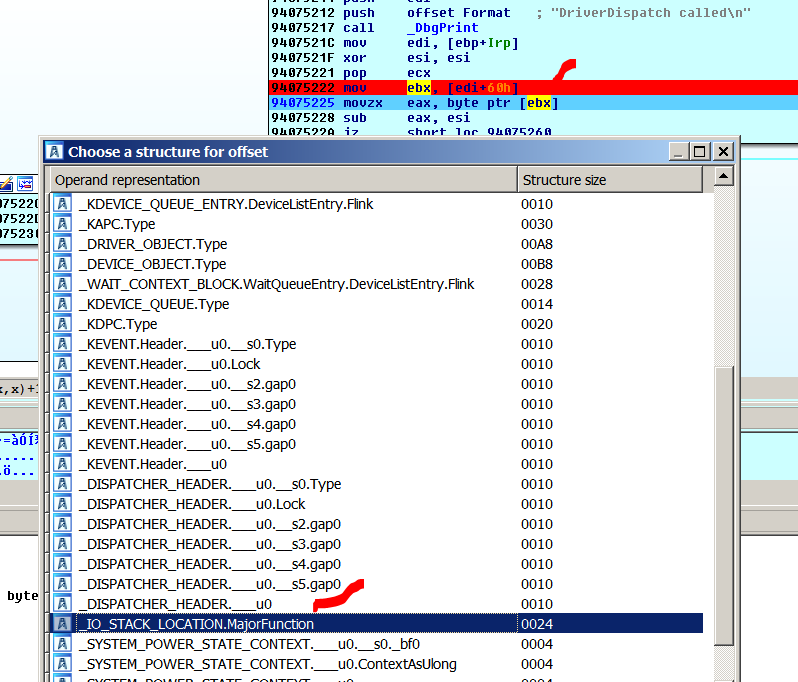 94075212 push offset Format ; "DriverDispatch called\n"
94075217 call _DbgPrint
9407521C mov edi, [ebp+Irp]
9407521F xor esi, esi
94075221 pop ecx
94075222 mov ebx, [edi+60h]
94075225 movzx eax, byte ptr [ebx]
94075228 sub eax, esi
9407522A jz short loc_94075260
Choose a structure for offset
Operand representation Structure size
_KDEVICE_QUEUE_ENTRY.DeviceListEntry.Flink 0010
_KAPC.Type 0030
_DRIVER_OBJECT.Type 00A8
_DEVICE_OBJECT.Type 00B8
_WAIT_CONTEXT_BLOCK.WaitQueueEntry.DeviceListEntry.Flink 0028
_KDEVICE_QUEUE.Type 0014
_KDPC.Type 0020
_KEVENT.Header.___u0.__s0.Type 0010
_KEVENT.Header.___u0.Lock 0010
_KEVENT.Header.___u0.__s2.gap0 0010
_KEVENT.Header.___u0.__s3.gap0 0010
_KEVENT.Header.___u0.__s4.gap0 0010
_KEVENT.Header.___u0.__s5.gap0 0010
_KEVENT.Header.___u0 0010
_DISPATCHER_HEADER.___u0.__s0.Type 0010
_DISPATCHER_HEADER.___u0.Lock 0010
_DISPATCHER_HEADER.___u0.__s2.gap0 0010
_DISPATCHER_HEADER.___u0.__s3.gap0 0010
_DISPATCHER_HEADER.___u0.__s4.gap0 0010
_DISPATCHER_HEADER.___u0.__s5.gap0 0010
_DISPATCHER_HEADER.___u0 0010
_IO_STACK_LOCATION.MajorFunction 0024
_SYSTEM_POWER_STATE_CONTEXT.___u0.__s0._bf0 0004
_SYSTEM_POWER_STATE_CONTEXT.___u0.ContextAsUlong 0004
byte